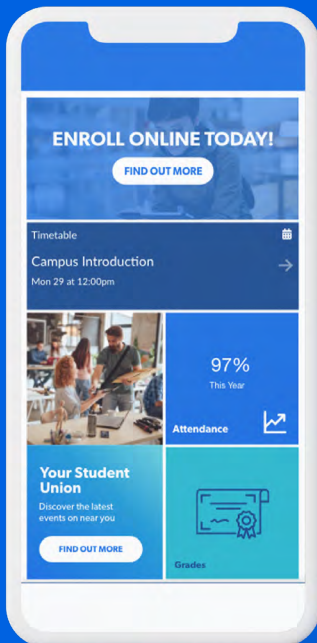 ENROLL ONLINE TODAY!
FIND OUT MORE
Timetable
Campus Introduction
Mon 29 at 12:00pm
97%
This Year
Attendance
Your Student
Union
Discover the latest
events on near you
FIND OUT MORE
Grades